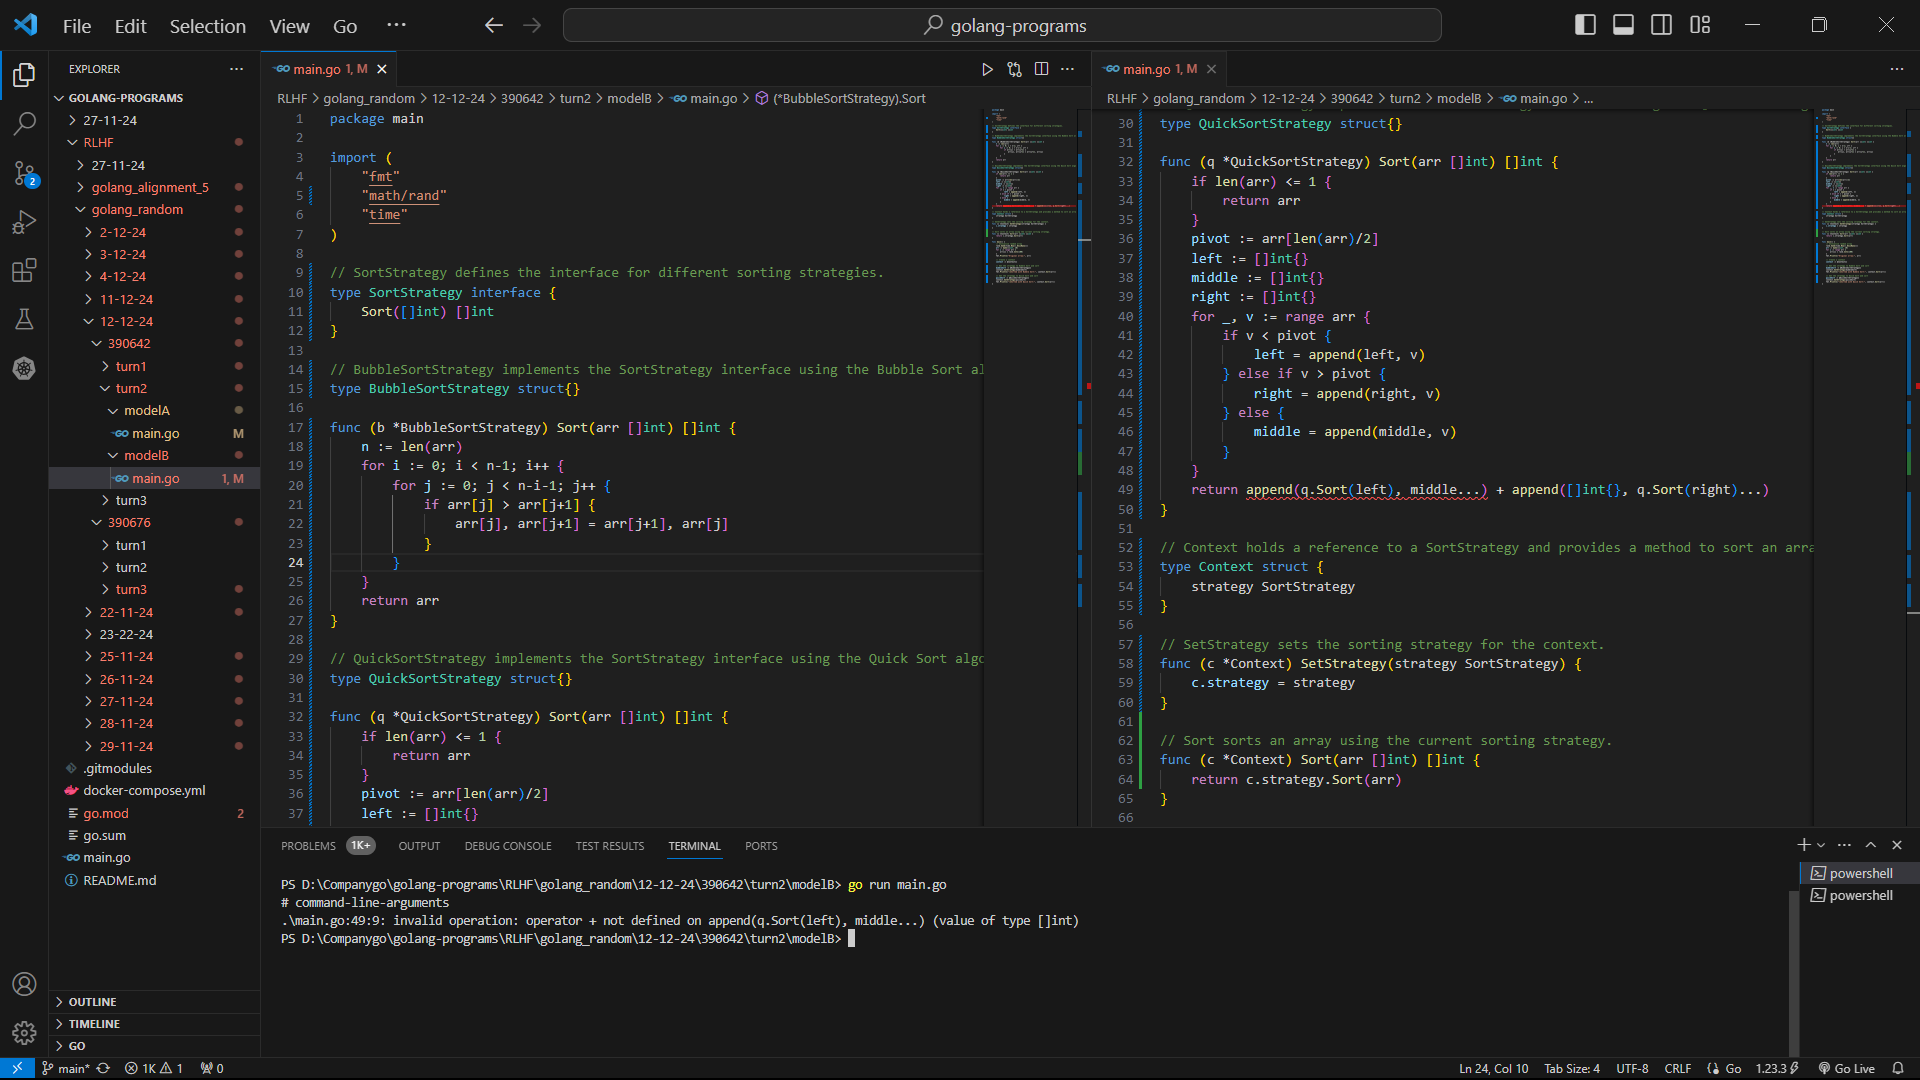 File Edit Selection View Go ···
golang-programs
EXPLORER
GOLANG-PROGRAMS
27-11-24
RLHF
27-11-24
golang_alignment_5
golang_random
2-12-24
3-12-24
4-12-24
11-12-24
12-12-24
390642
turn1
turn2
modelA
main.go M
modelB
main.go 1, M
turn3
390676
turn1
turn2
turn3
22-11-24
23-22-24
25-11-24
26-11-24
27-11-24
28-11-24
29-11-24
.gitmodules
docker-compose.yml
go.mod 2
go.sum
main.go
README.md
OUTLINE
TIMELINE
GO
2
main.go 1, M
RLHF > golang_random > 12-12-24 > 390642 > turn2 > modelB > main.go > (*BubbleSortStrategy).Sort
1 package main
2
3 import (
4 "fmt"
5 "math/rand"
6 "time"
7 )
8
9 // SortStrategy defines the interface for different sorting strategies.
10 type SortStrategy interface {
11 Sort([]int) []int
12 }
13
14 // BubbleSortStrategy implements the SortStrategy interface using the Bubble Sort al
15 type BubbleSortStrategy struct{}
16
17 func (b *BubbleSortStrategy) Sort(arr []int) []int {
18 n := len(arr)
19 for i := 0; i < n-1; i++ {
20 for j := 0; j < n-i-1; j++ {
21 if arr[j] > arr[j+1] {
22 arr[j], arr[j+1] = arr[j+1], arr[j]
23 }
24 }
25 }
26 return arr
27 }
28
29 // QuickSortStrategy implements the SortStrategy interface using the Quick Sort algo
30 type QuickSortStrategy struct{}
31
32 func (q *QuickSortStrategy) Sort(arr []int) []int {
33 if len(arr) <= 1 {
34 return arr
35 }
36 pivot := arr[len(arr)/2]
37 left := []int{}
main.go 1, M
RLHF > golang_random > 12-12-24 > 390642 > turn2 > modelB > main.go > ...
30 type QuickSortStrategy struct{}
31
32 func (q *QuickSortStrategy) Sort(arr []int) []int {
33 if len(arr) <= 1 {
34 return arr
35 }
36 pivot := arr[len(arr)/2]
37 left := []int{}
38 middle := []int{}
39 right := []int{}
40 for _, v := range arr {
41 if v < pivot {
42 left = append(left, v)
43 } else if v > pivot {
44 right = append(right, v)
45 } else {
46 middle = append(middle, v)
47 }
48 }
49 return append(q.Sort(left), middle...) + append([]int{}, q.Sort(right)...)
50 }
51
52 // Context holds a reference to a SortStrategy and provides a method to sort an arra
53 type Context struct {
54 strategy SortStrategy
55 }
56
57 // SetStrategy sets the sorting strategy for the context.
58 func (c *Context) SetStrategy(strategy SortStrategy) {
59 c.strategy = strategy
60 }
61
62 // Sort sorts an array using the current sorting strategy.
63 func (c *Context) Sort(arr []int) []int {
64 return c.strategy.Sort(arr)
65 }
66
PROBLEMS 1K+ OUTPUT DEBUG CONSOLE TEST RESULTS TERMINAL PORTS
PS D:\Companygo\golang-programs\RLHF\golang_random\12-12-24\390642\turn2\modelB> go run main.go
# command-line-arguments
.\main.go:49:9: invalid operation: operator + not defined on append(q.Sort(left), middle...) (value of type []int)
PS D:\Companygo\golang-programs\RLHF\golang_random\12-12-24\390642\turn2\modelB>
powershell
powershell
main* 1K 1 0 Ln 24, Col 10 Tab Size: 4 UTF-8 CRLF Go 1.23.3 Go Live